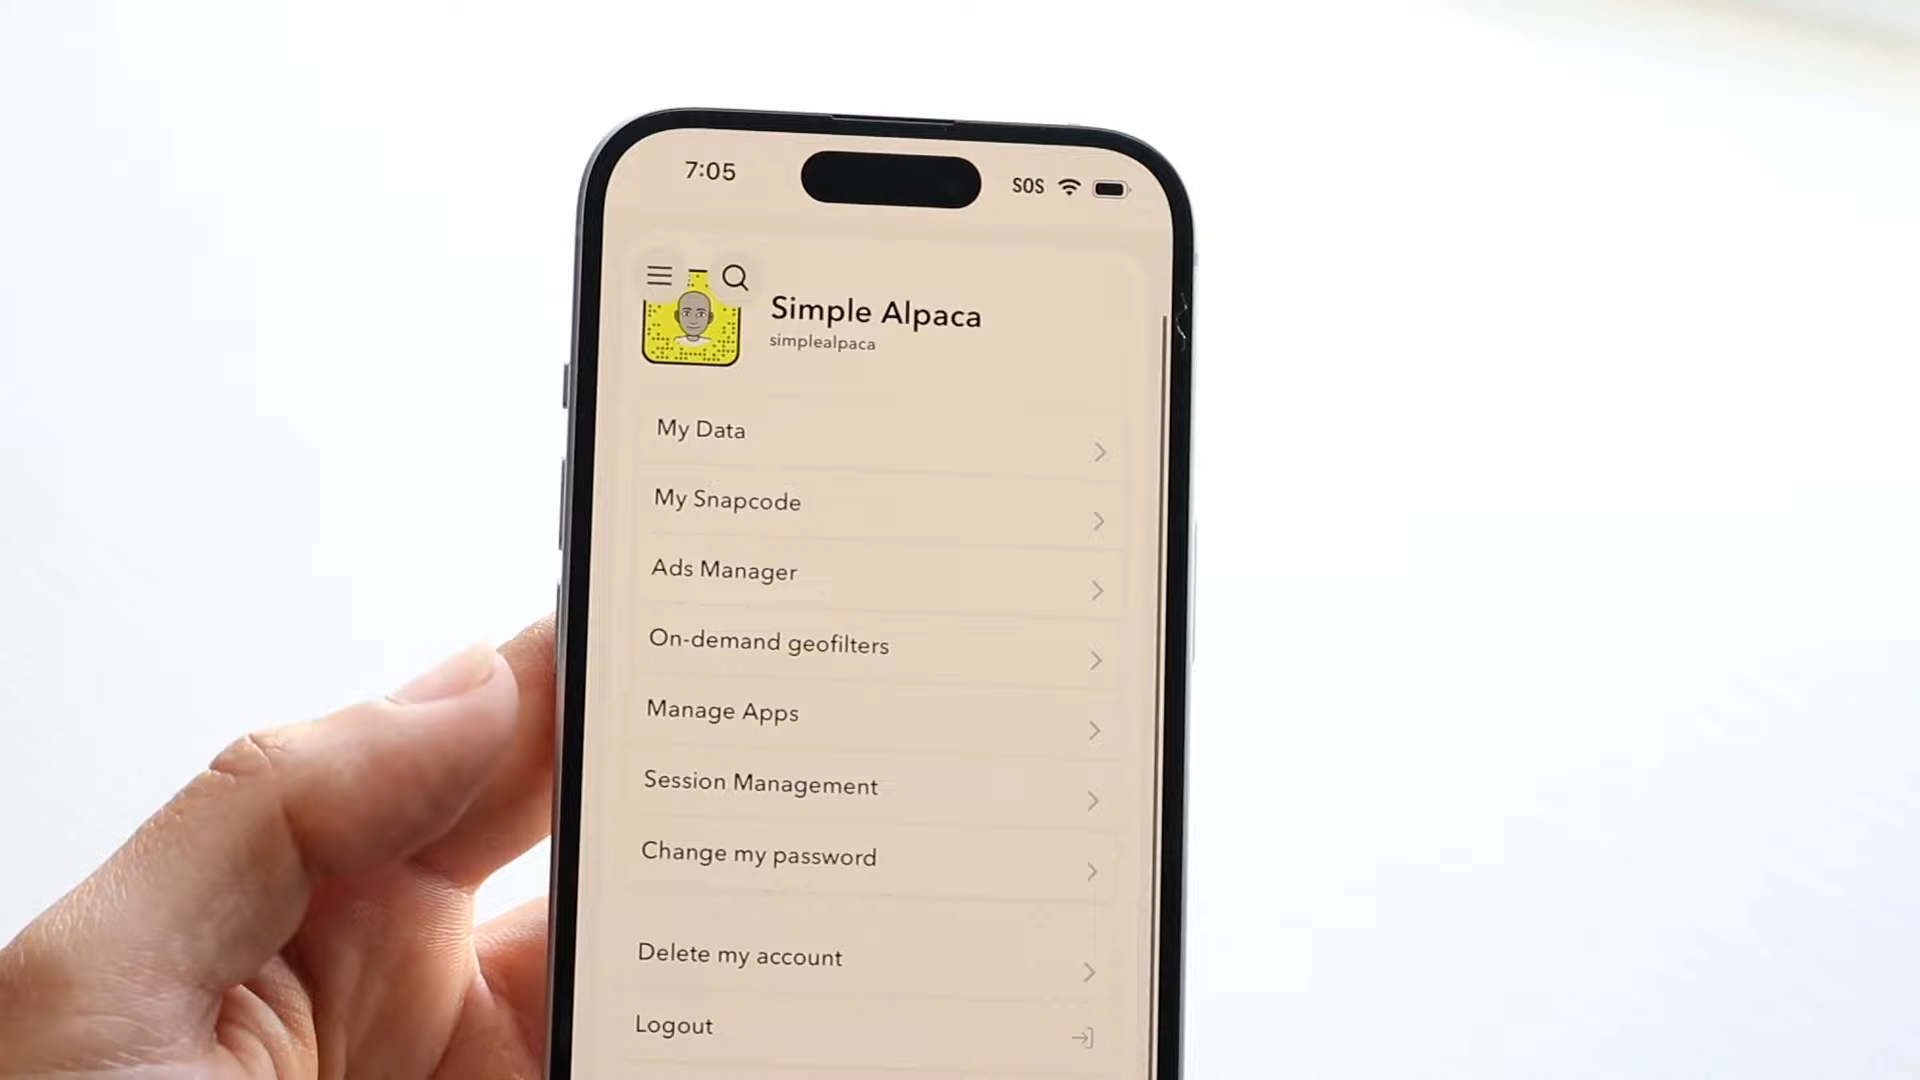 7:05
SOS
Simple Alpaca
simplealpaca
My Data
My Snapcode
Ads Manager
On-demand geofilters
Manage Apps
Session Management
Change my password
Delete my account
Logout